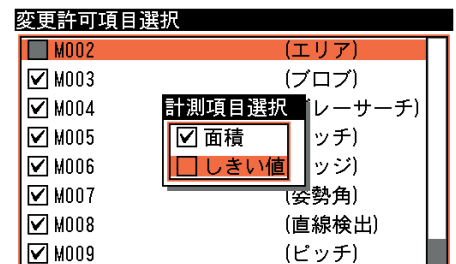 変更許可項目選択
M002 (エリア)
M003 (ブロブ)
M004 レーサーチ)
M005 ッチ)
M006 ッジ)
M007 (姿勢角)
M008 (直線検出)
M009 (ピッチ)
計測項目選択
面積
しきい値